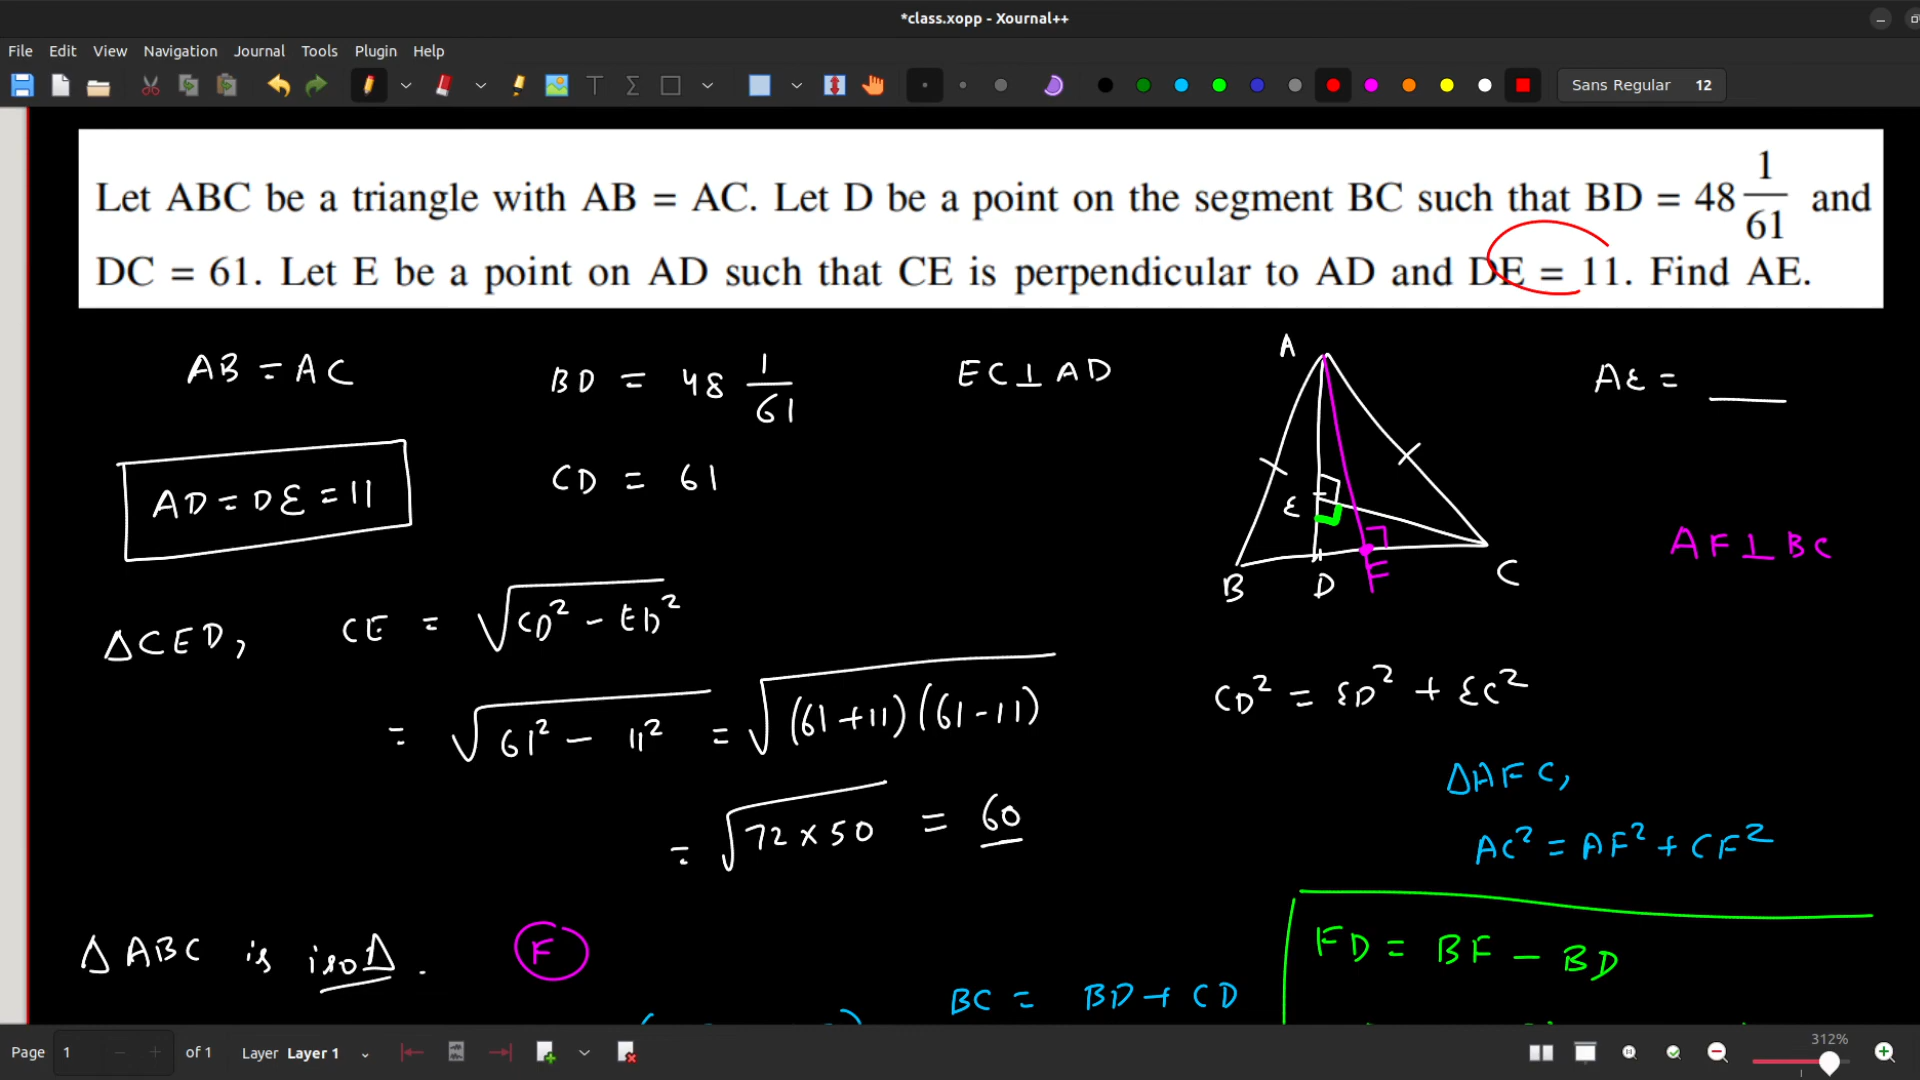 *class.xopp - Xournal++
File Edit View Navigation Journal Tools Plugin Help
Sans Regular 12
Let ABC be a triangle with AB = AC. Let D be a point on the segment BC such that BD = 48 1/61 and
DC = 61. Let E be a point on AD such that CE is perpendicular to AD and DE = 11. Find AE.
AB = AC
BD = 48 1/61
EC ⊥ AD
A
AE = ___
AD = DE = 11
CD = 61
E
AF ⊥ BC
B D F C
△CED, CE = √(CD² - ED²)
= √(61² - 11²) = √((61+11)(61-11))
CD² = ED² + EC²
= √(72 × 50) = 60
△AFC,
AC² = AF² + CF²
△ABC is iso△.
F
FD = BF - BD
BC = BD + CD
Page 1 of 1 Layer Layer 1
312%